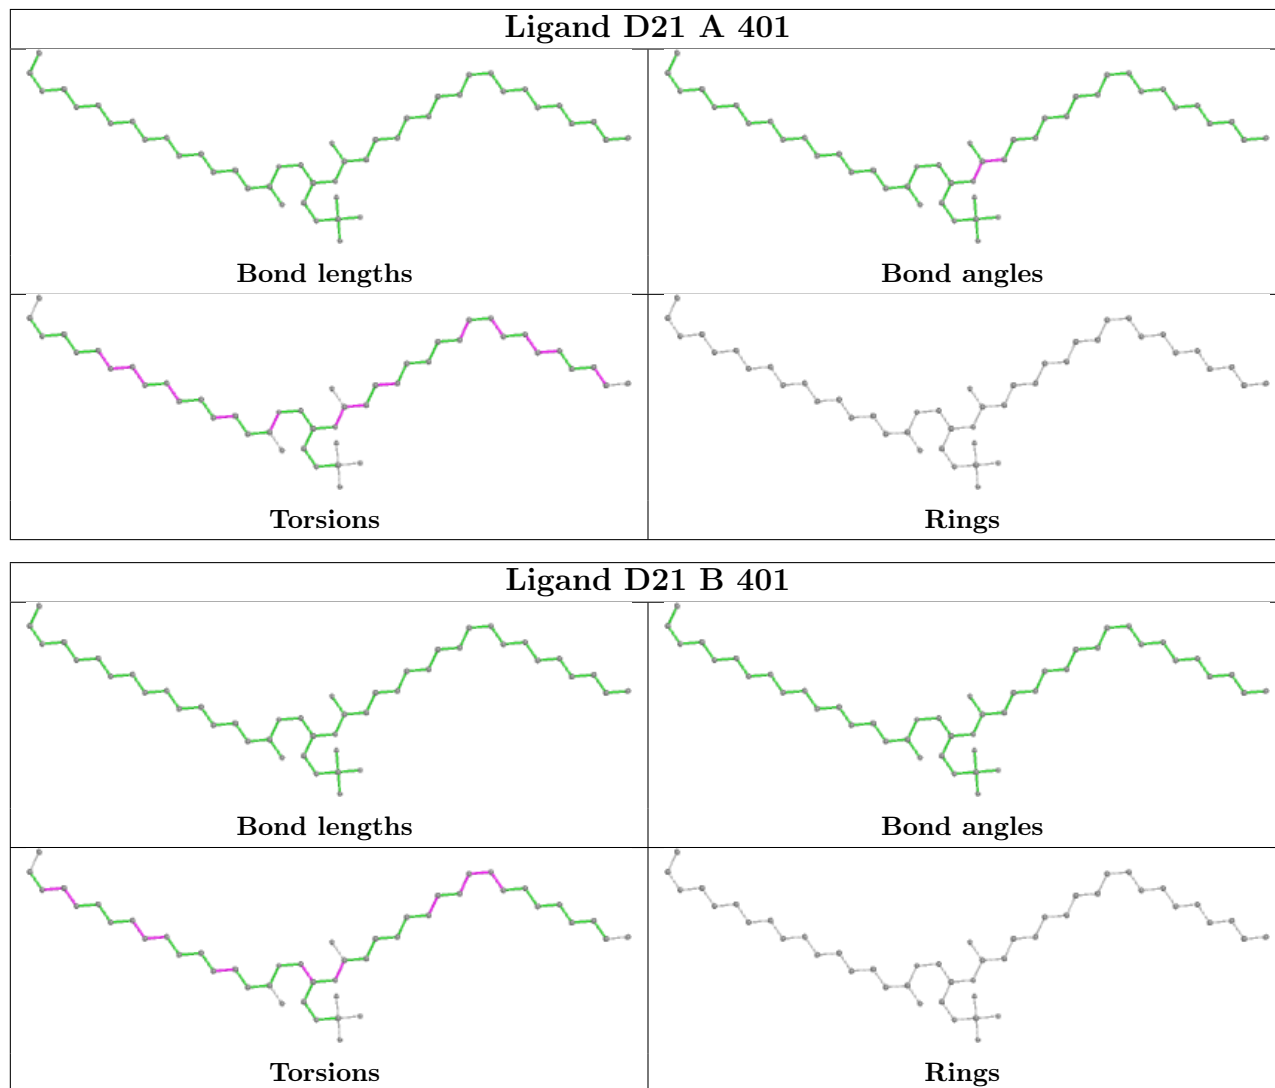 Ligand D21 A 401
Bond lengths
Bond angles
Torsions
Rings
Ligand D21 B 401
Bond lengths
Bond angles
Torsions
Rings